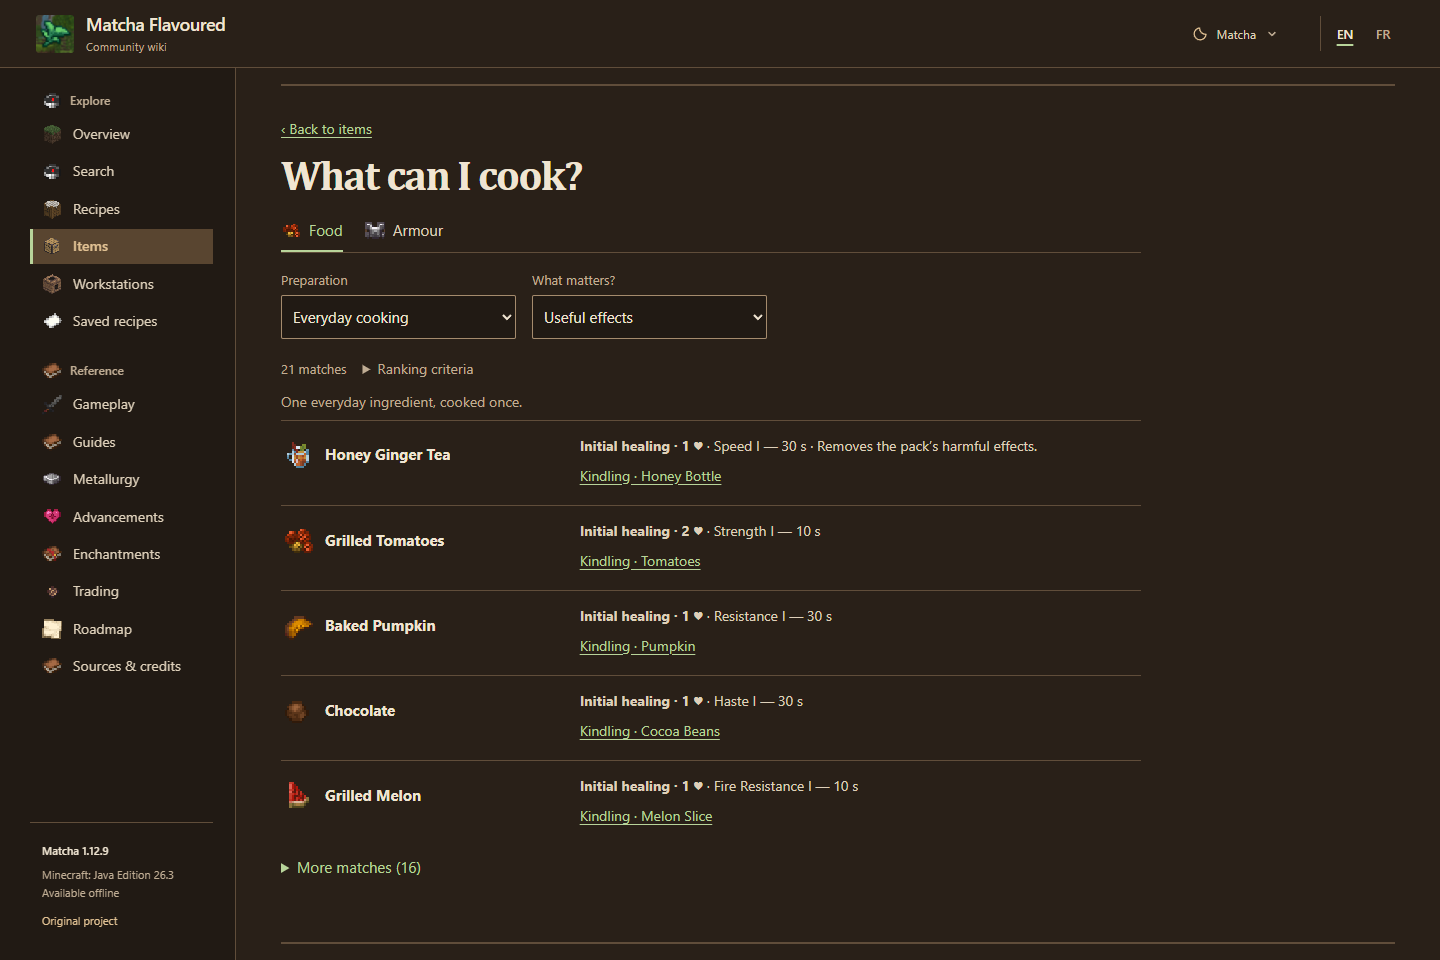 Matcha Flavoured
Community wiki
Matcha
EN
FR
Explore
Overview
Search
Recipes
Items
Workstations
Saved recipes
Reference
Gameplay
Guides
Metallurgy
Advancements
Enchantments
Trading
Roadmap
Sources & credits
Matcha 1.12.9
Minecraft: Java Edition 26.3
Available offline
Original project
‹ Back to items
What can I cook?
Food
Armour
Preparation
What matters?
Everyday cooking
Useful effects
21 matches
▶ Ranking criteria
One everyday ingredient, cooked once.
Honey Ginger Tea
Initial healing · 1 ♥ · Speed I — 30 s · Removes the pack’s harmful effects.
Kindling · Honey Bottle
Grilled Tomatoes
Initial healing · 2 ♥ · Strength I — 10 s
Kindling · Tomatoes
Baked Pumpkin
Initial healing · 1 ♥ · Resistance I — 30 s
Kindling · Pumpkin
Chocolate
Initial healing · 1 ♥ · Haste I — 30 s
Kindling · Cocoa Beans
Grilled Melon
Initial healing · 1 ♥ · Fire Resistance I — 10 s
Kindling · Melon Slice
▶ More matches (16)